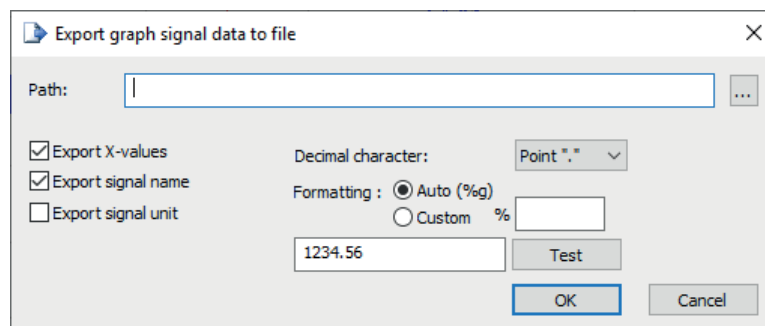 Export graph signal data to file
Path:
...
Export X-values
Decimal character:
Point "."
Export signal name
Formatting :
Auto (%g)
Export signal unit
Custom
%
1234.56
Test
OK
Cancel